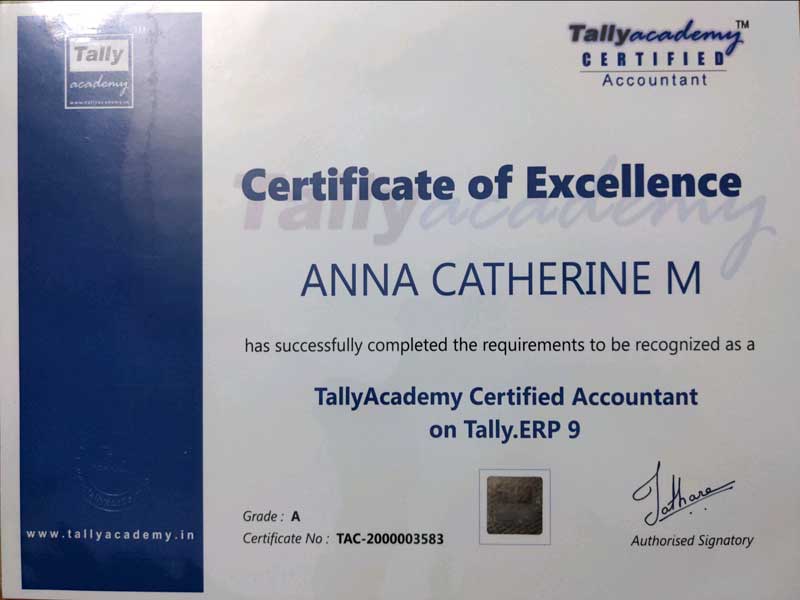 Tally
academy
www.tallyacademy.in
Tallyacademy™
CERTIFIED
Accountant
Tallyacademy
Certificate of Excellence
ANNA CATHERINE M
has successfully completed the requirements to be recognized as a
TallyAcademy Certified Accountant
on Tally.ERP 9
Grade : A
Certificate No : TAC-2000003583
www.tallyacademy.in
Authorised Signatory